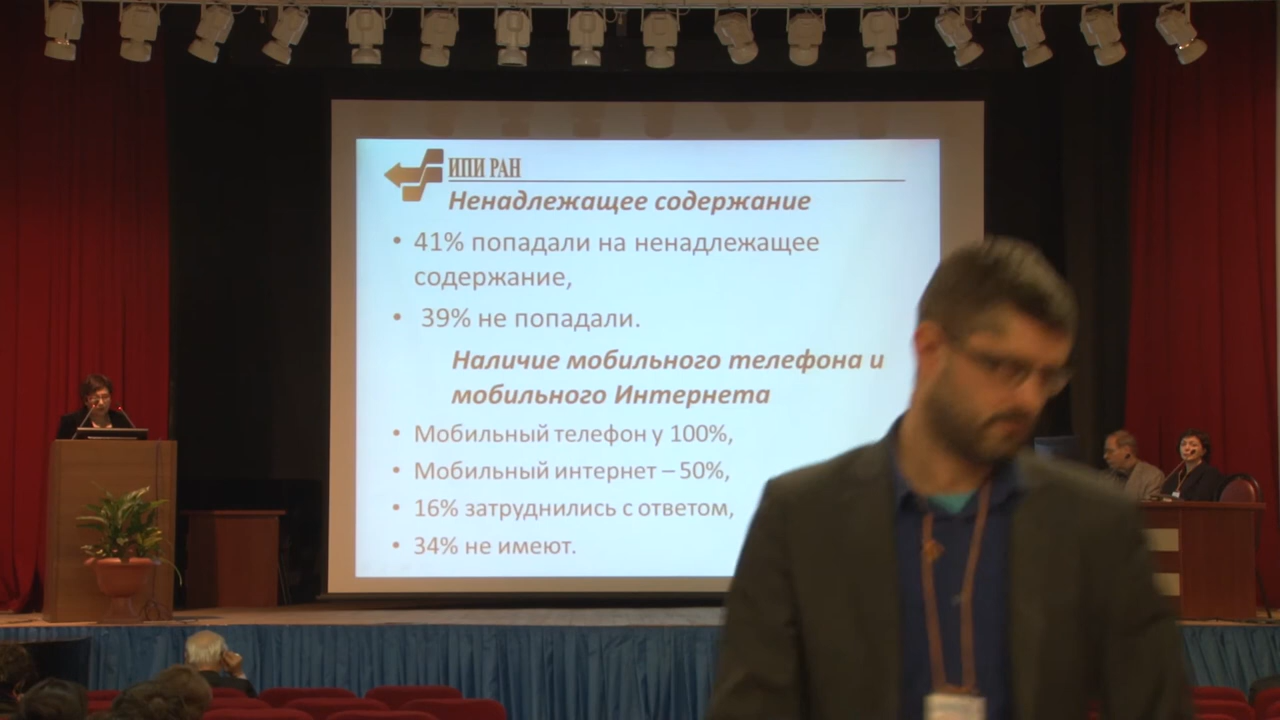 ИПИ РАН
Ненадлежащее содержание
• 41% попадали на ненадлежащее
содержание,
• 39% не попадали.
Наличие мобильного телефона и
мобильного Интернета
• Мобильный телефон у 100%,
• Мобильный интернет – 50%,
• 16% затруднились с ответом,
• 34% не имеют.